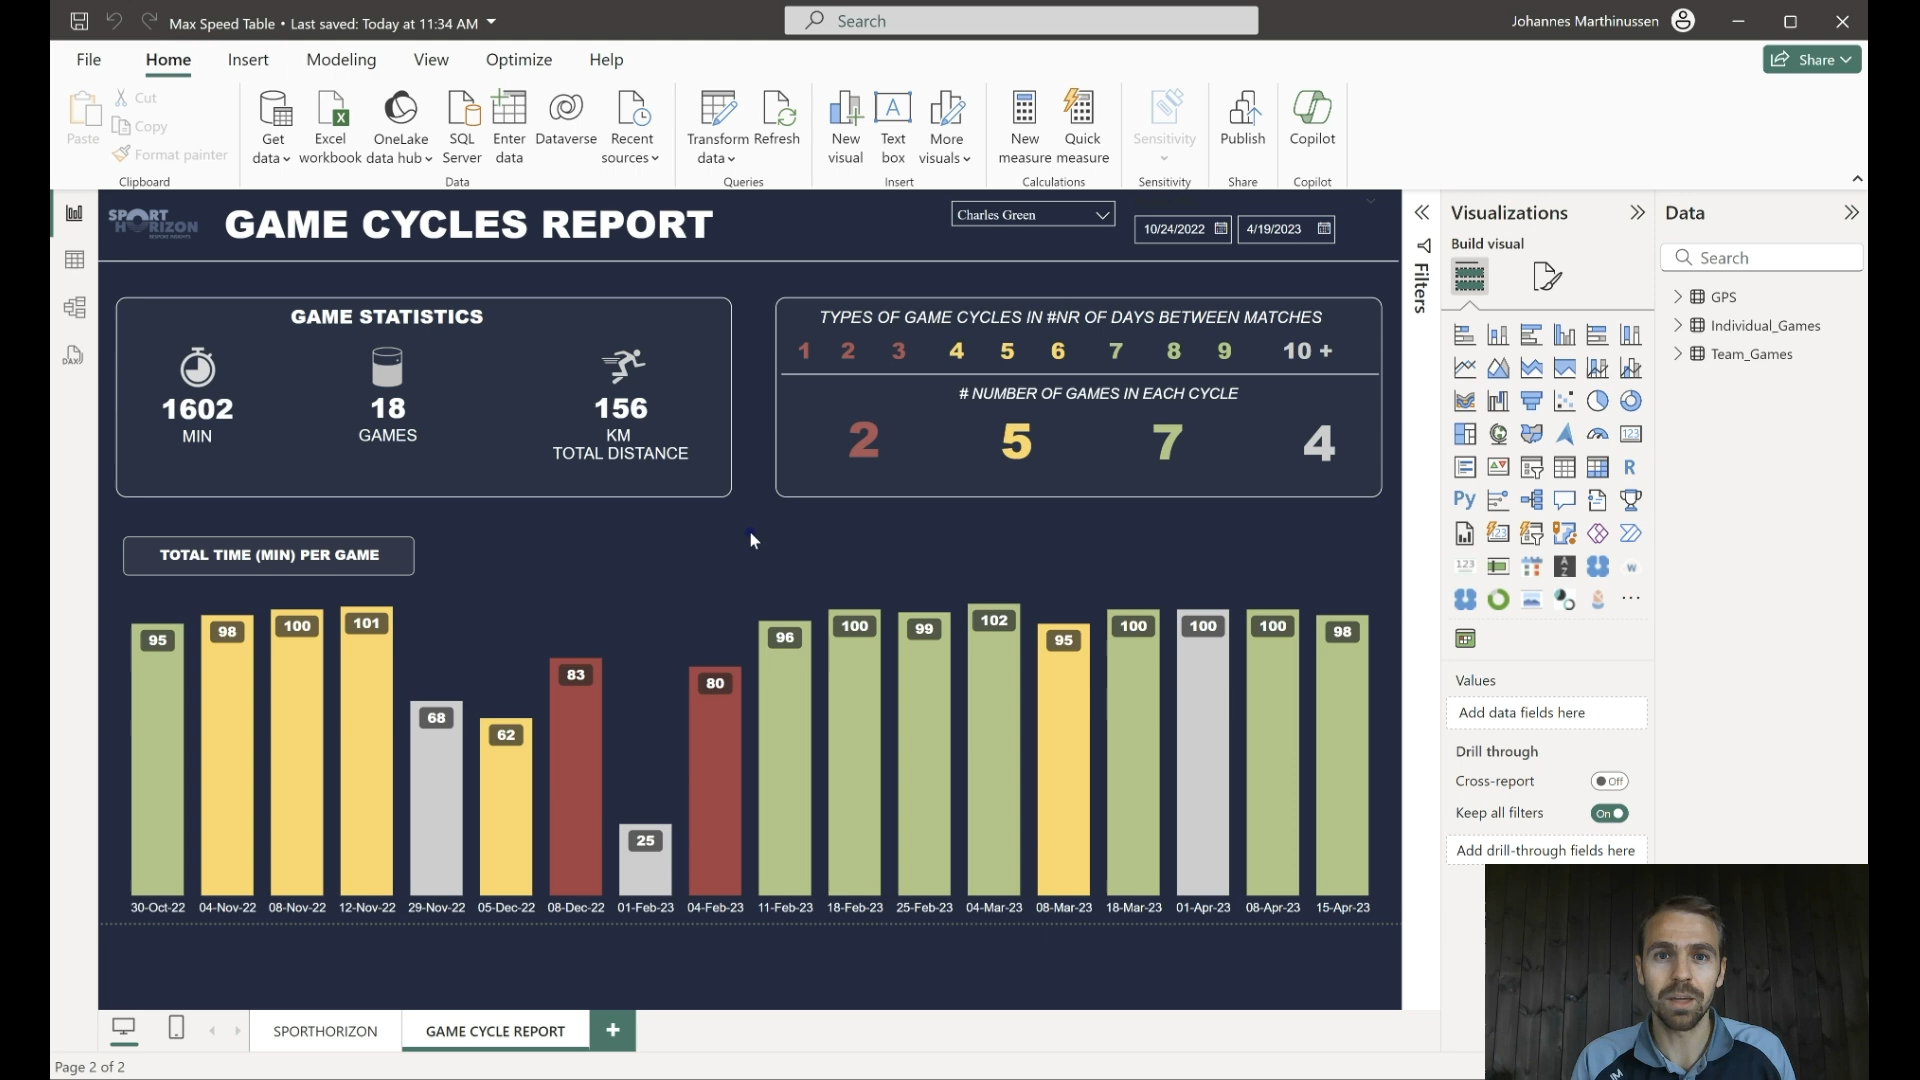 Max Speed Table • Last saved: Today at 11:34 AM
Search
Johannes Marthinussen
File
Home
Insert
Modeling
View
Optimize
Help
Share
Paste
Cut
Copy
Format painter
Clipboard
Get data
Excel workbook
OneLake data hub
SQL Server
Enter data
Dataverse
Recent sources
Data
Transform data
Refresh
Queries
New visual
Text box
More visuals
Insert
New measure
Quick measure
Calculations
Sensitivity
Sensitivity
Publish
Share
Copilot
Copilot
SPORT
HORIZON
GAME CYCLES REPORT
Charles Green
10/24/2022
4/19/2023
GAME STATISTICS
1602
MIN
18
GAMES
156
KM
TOTAL DISTANCE
TYPES OF GAME CYCLES IN #NR OF DAYS BETWEEN MATCHES
1 2 3 4 5 6 7 8 9 10 +
# NUMBER OF GAMES IN EACH CYCLE
2 5 7 4
TOTAL TIME (MIN) PER GAME
95 98 100 101 68 62 83 25 80 96 100 99 102 95 100 100 100 98
30-Oct-22 04-Nov-22 08-Nov-22 12-Nov-22 29-Nov-22 05-Dec-22 08-Dec-22 01-Feb-23 04-Feb-23 11-Feb-23 18-Feb-23 25-Feb-23 04-Mar-23 08-Mar-23 18-Mar-23 01-Apr-23 08-Apr-23 15-Apr-23
Filters
Visualizations
Build visual
123
R
Py
123
A
Z
W
Values
Add data fields here
Drill through
Cross-report
Off
Keep all filters
On
Add drill-through fields here
Data
Search
GPS
Individual_Games
Team_Games
DAX
SPORTHORIZON
GAME CYCLE REPORT
+
Page 2 of 2
JM